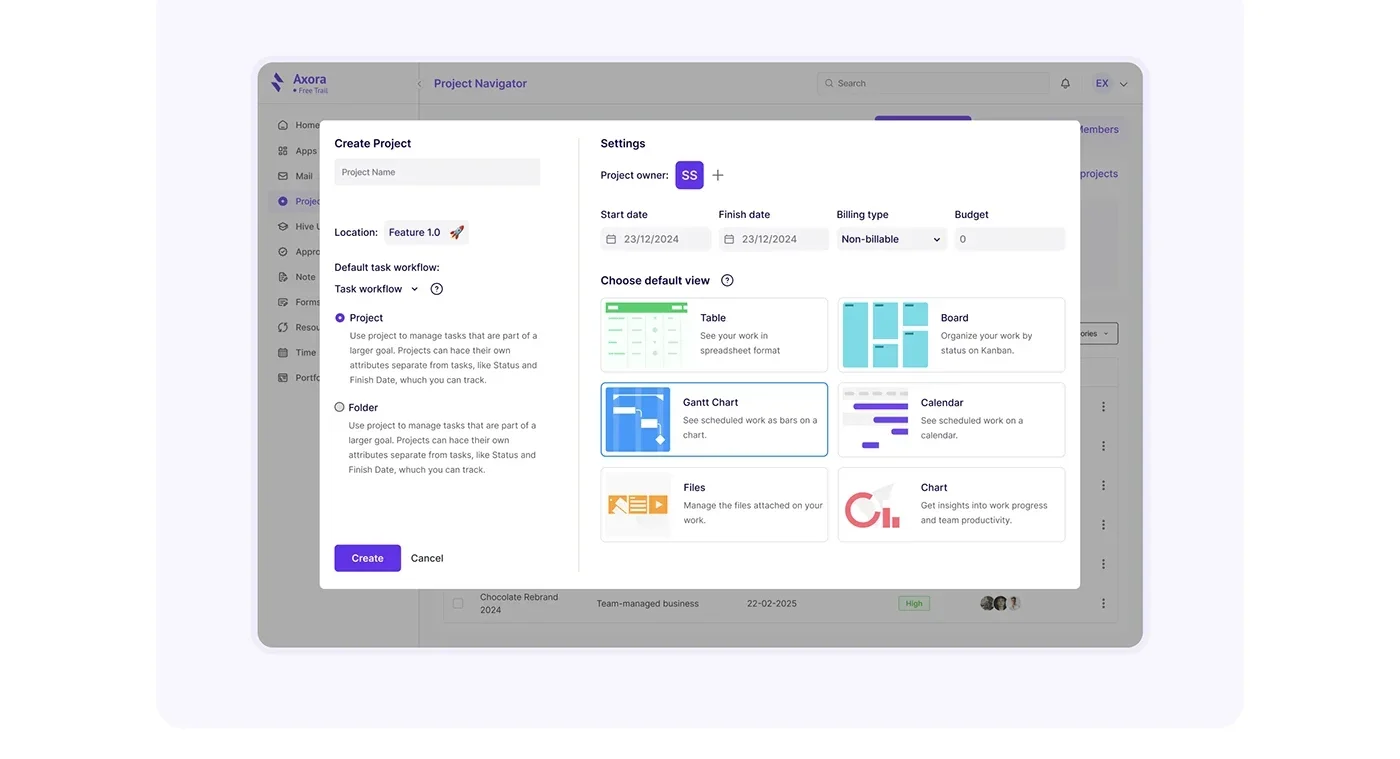 Axora
Free Trail
Project Navigator
Search
EX
Home
Apps
Mail
Hive
Note
Forms
Time
Members
projects
Create Project
Project Name
Location:
Feature 1.0
Default task workflow:
Task workflow
?
Project
Use project to manage tasks that are part of a
larger goal. Projects can hace their own
attributes separate from tasks, like Status and
Finish Date, whuch you can track.
Folder
Use project to manage tasks that are part of a
larger goal. Projects can hace their own
attributes separate from tasks, like Status and
Finish Date, whuch you can track.
Create
Cancel
Settings
Project owner:
SS
Start date
Finish date
Billing type
Budget
23/12/2024
23/12/2024
Non-billable
0
Choose default view
?
Table
See your work in
spreadsheet format
Board
Organize your work by
status on Kanban.
Gantt Chart
See scheduled work as bars on a
chart.
Calendar
See scheduled work on a
calendar.
Files
Manage the files attached on your
work.
Chart
Get insights into work progress
and team productivity.
Chocolate Rebrand
2024
Team-managed business
22-02-2025
High